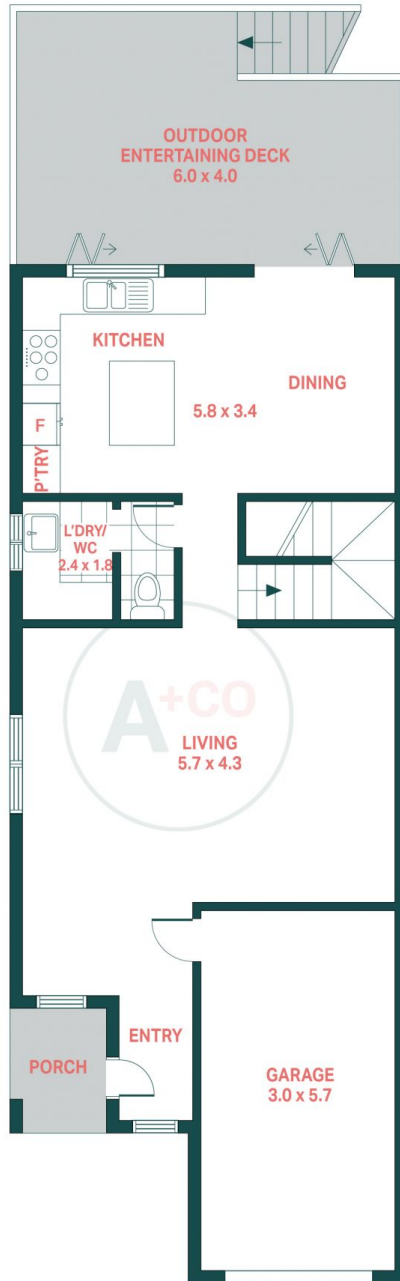 OUTDOOR
ENTERTAINING DECK
6.0 x 4.0
KITCHEN
DINING
5.8 x 3.4
F
P'TRY
L'DRY/
WC
2.4 x 1.8
A+CO
LIVING
5.7 x 4.3
ENTRY
PORCH
GARAGE
3.0 x 5.7